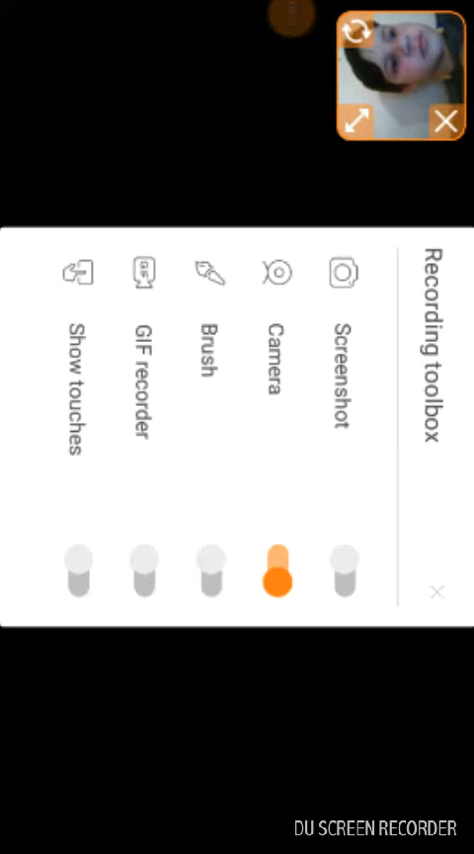 Recording toolbox
Screenshot
Camera
Brush
GIF
GIF recorder
Show touches
DU SCREEN RECORDER